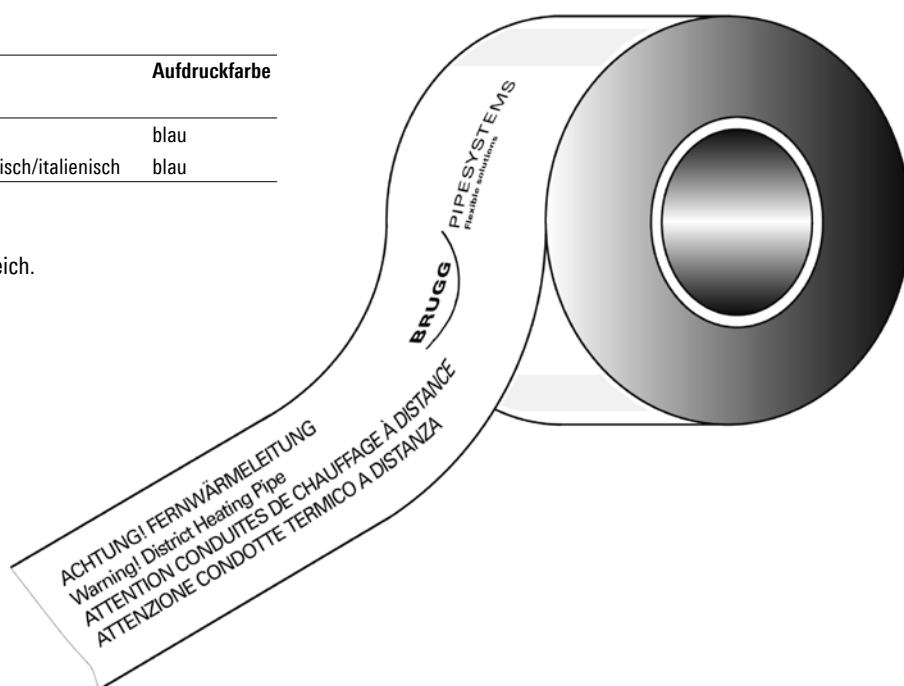 Aufdruckfarbe
blau
isch/italienisch blau
eich.
PIPESYSTEMS
Flexible solutions
BRUGG
ACHTUNG! FERNWÄRMELEITUNG
Warning! District Heating Pipe
ATTENTION CONDUITES DE CHAUFFAGE À DISTANCE
ATTENZIONE CONDOTTE TERMICO A DISTANZA